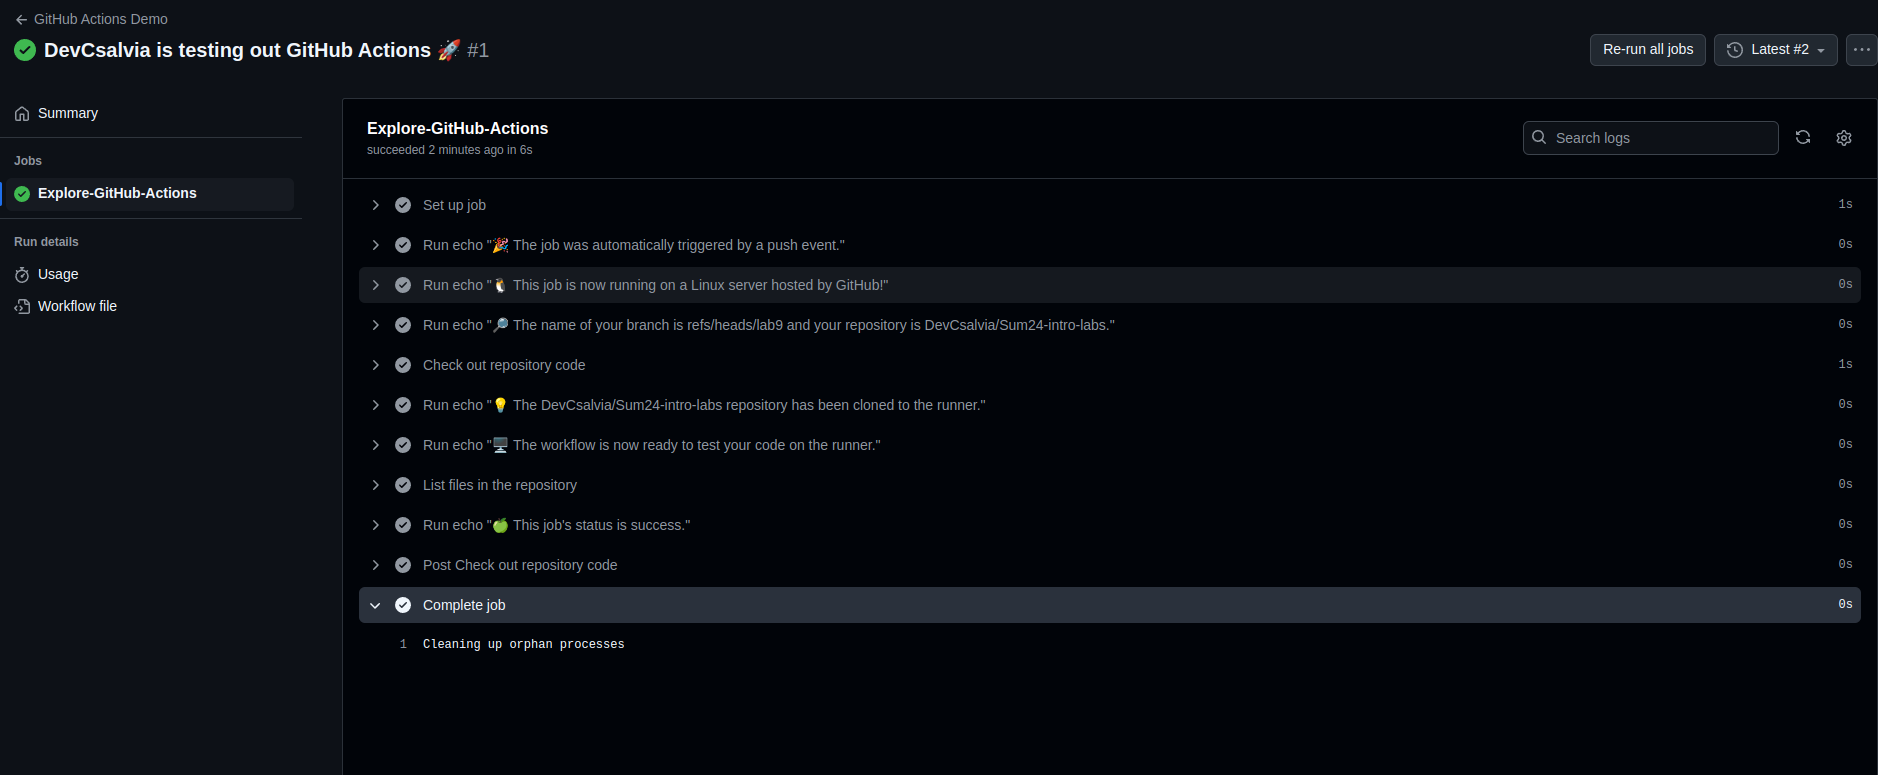 GitHub Actions Demo
DevCsalvia is testing out GitHub Actions 🚀 #1
Re-run all jobs
Latest #2
Summary
Jobs
Explore-GitHub-Actions
Run details
Usage
Workflow file
Explore-GitHub-Actions
succeeded 2 minutes ago in 6s
Search logs
Set up job 1s
Run echo "🎉 The job was automatically triggered by a push event." 0s
Run echo "🐧 This job is now running on a Linux server hosted by GitHub!" 0s
Run echo "🔎 The name of your branch is refs/heads/lab9 and your repository is DevCsalvia/Sum24-intro-labs." 0s
Check out repository code 1s
Run echo "💡 The DevCsalvia/Sum24-intro-labs repository has been cloned to the runner." 0s
Run echo "🖥️ The workflow is now ready to test your code on the runner." 0s
List files in the repository 0s
Run echo "🍏 This job's status is success." 0s
Post Check out repository code 0s
Complete job 0s
1 Cleaning up orphan processes